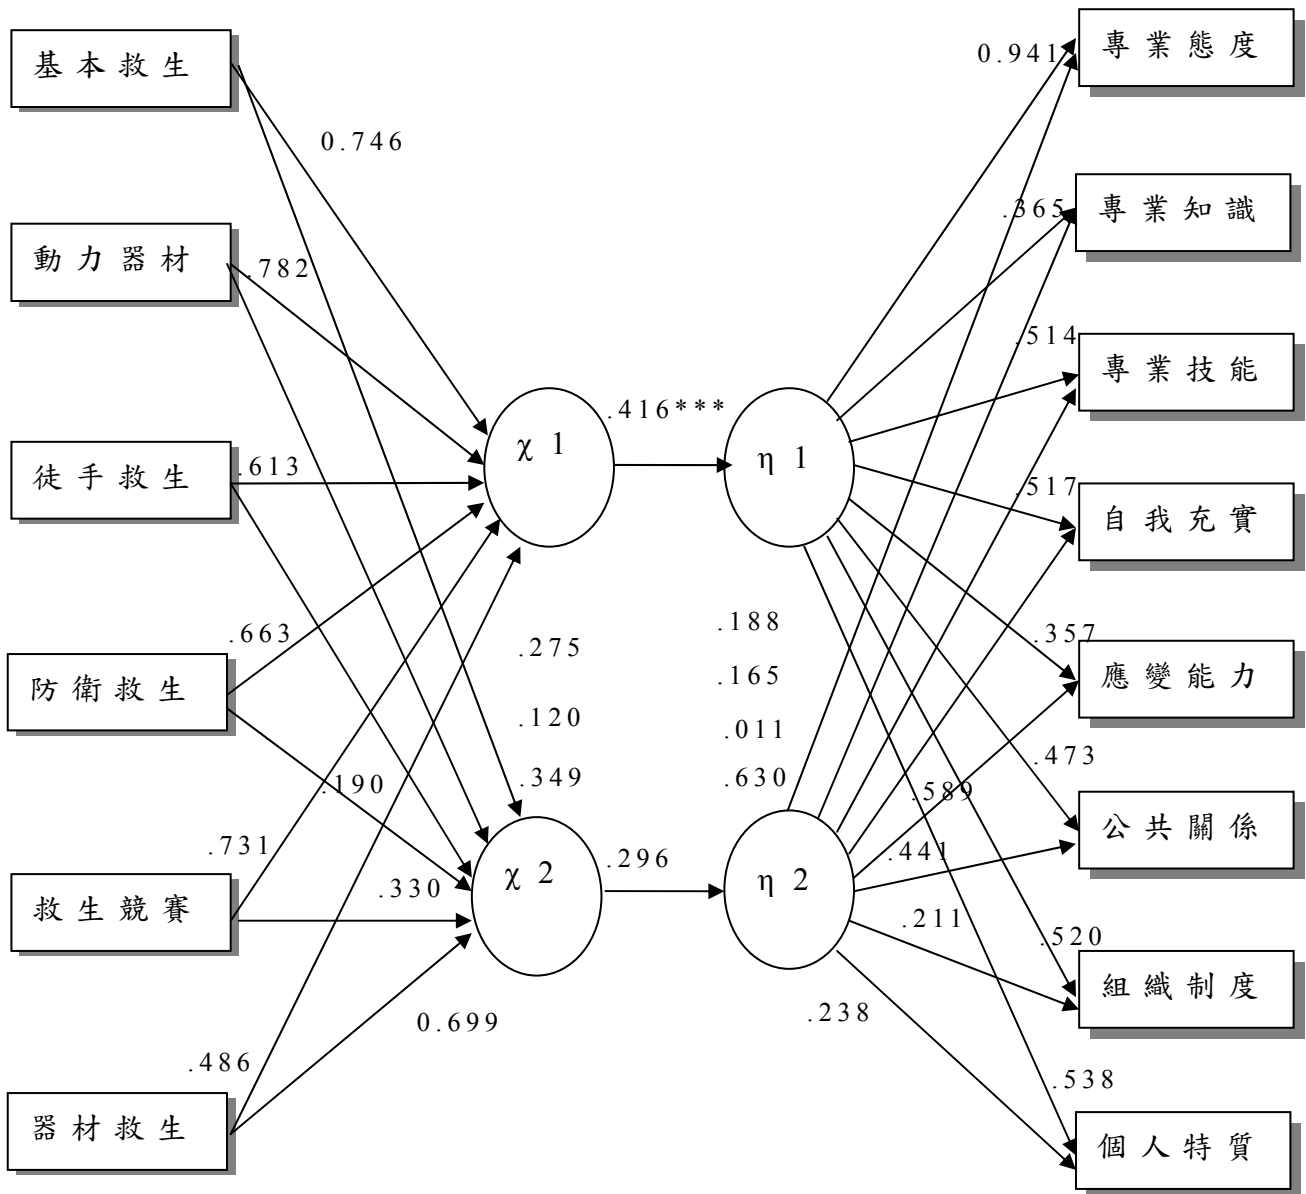 基本救生
動力器材
徒手救生
防衛救生
救生競賽
器材救生
0.746
.782
.613
.663
.731
.486
.275
.120
.349
.190
.330
0.699
χ 1
χ 2
.416***
.296
η 1
η 2
0.941
.365
.514
.517
.357
.473
.520
.538
.188
.165
.011
.630
.589
.441
.211
.238
專業態度
專業知識
專業技能
自我充實
應變能力
公共關係
組織制度
個人特質